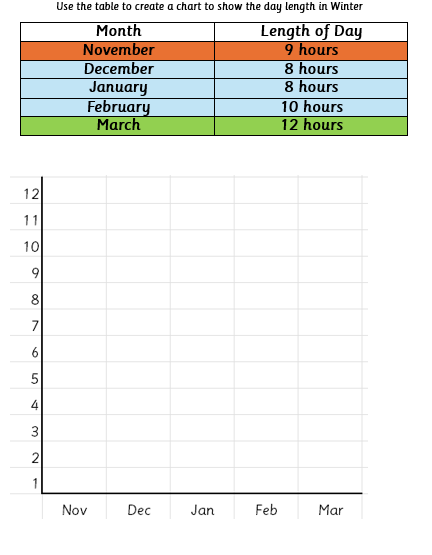 Use the table to create a chart to show the day length in Winter
Month Length of Day
November 9 hours
December 8 hours
January 8 hours
February 10 hours
March 12 hours
12
11
10
9
8
7
6
5
4
3
2
1
Nov Dec Jan Feb Mar